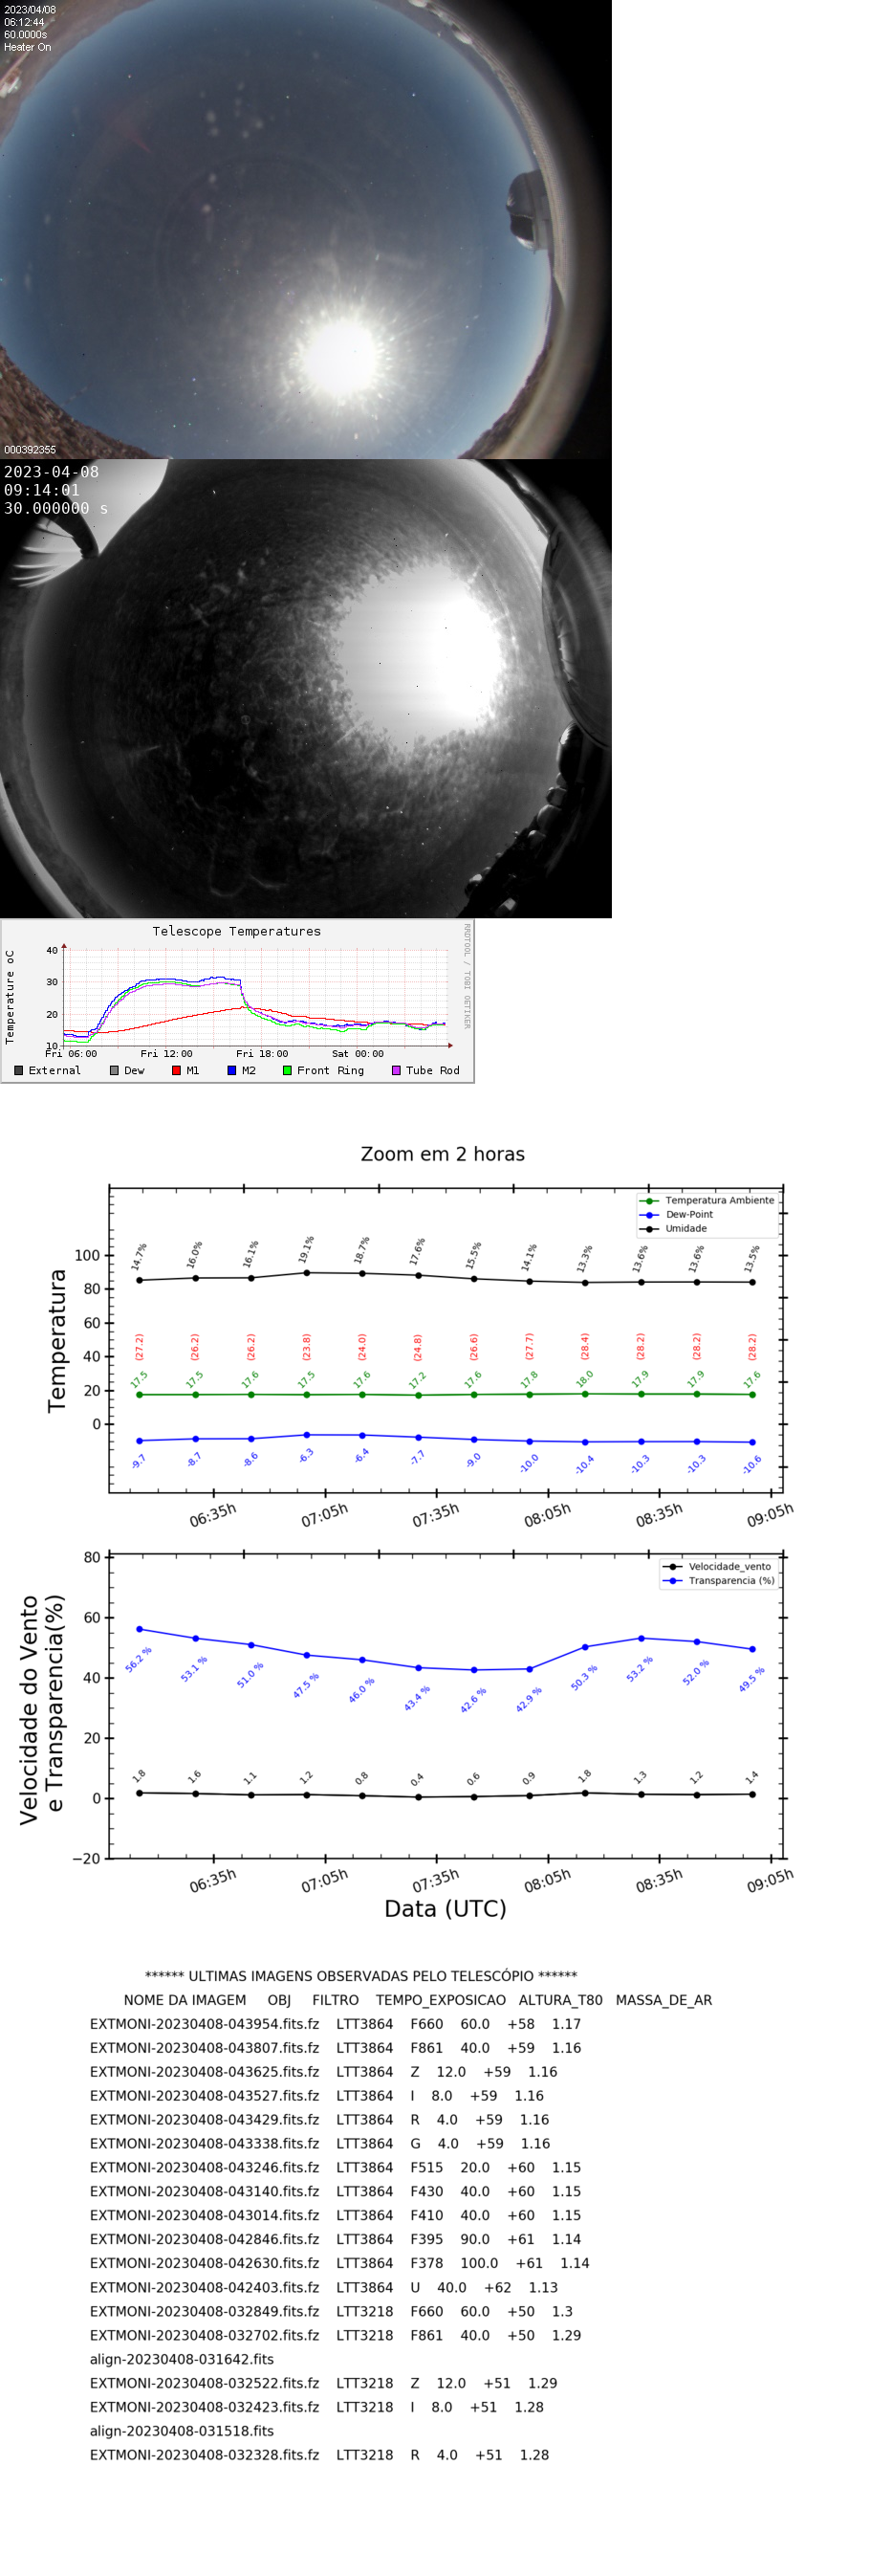 2023/04/08
06:12:44
60.0000s
Heater On
000392355
2023-04-08
09:14:01
30.000000 s
Telescope Temperatures
RRDTOOL / TOBI OETIKER
Temperature oC
40
30
20
10
Fri 06:00 Fri 12:00 Fri 18:00 Sat 00:00
External Dew M1 M2 Front Ring Tube Rod
Zoom em 2 horas
Temperatura Ambiente
Dew-Point
Umidade
Temperatura
100
80
60
40
20
0
14.7% 16.0% 16.1% 19.1% 18.7% 17.6% 15.5% 14.1% 13.3% 13.6% 13.6% 13.5%
(27.2) (26.2) (26.2) (23.8) (24.0) (24.8) (26.6) (27.7) (28.4) (28.2) (28.2) (28.2)
17.5 17.5 17.6 17.5 17.6 17.2 17.6 17.8 18.0 17.9 17.9 17.6
-9.7 -8.7 -8.6 -6.3 -6.4 -7.7 -9.0 -10.0 -10.4 -10.3 -10.3 -10.6
06:35h 07:05h 07:35h 08:05h 08:35h 09:05h
Velocidade_vento
Transparencia (%)
Velocidade do Vento
e Transparencia(%)
80
60
40
20
0
−20
56.2 % 53.1 % 51.0 % 47.5 % 46.0 % 43.4 % 42.6 % 42.9 % 50.3 % 53.2 % 52.0 % 49.5 %
1.8 1.6 1.1 1.2 0.8 0.4 0.6 0.9 1.8 1.3 1.2 1.4
06:35h 07:05h 07:35h 08:05h 08:35h 09:05h
Data (UTC)
****** ULTIMAS IMAGENS OBSERVADAS PELO TELESCÓPIO ******
NOME DA IMAGEM OBJ FILTRO TEMPO_EXPOSICAO ALTURA_T80 MASSA_DE_AR
EXTMONI-20230408-043954.fits.fz LTT3864 F660 60.0 +58 1.17
EXTMONI-20230408-043807.fits.fz LTT3864 F861 40.0 +59 1.16
EXTMONI-20230408-043625.fits.fz LTT3864 Z 12.0 +59 1.16
EXTMONI-20230408-043527.fits.fz LTT3864 I 8.0 +59 1.16
EXTMONI-20230408-043429.fits.fz LTT3864 R 4.0 +59 1.16
EXTMONI-20230408-043338.fits.fz LTT3864 G 4.0 +59 1.16
EXTMONI-20230408-043246.fits.fz LTT3864 F515 20.0 +60 1.15
EXTMONI-20230408-043140.fits.fz LTT3864 F430 40.0 +60 1.15
EXTMONI-20230408-043014.fits.fz LTT3864 F410 40.0 +60 1.15
EXTMONI-20230408-042846.fits.fz LTT3864 F395 90.0 +61 1.14
EXTMONI-20230408-042630.fits.fz LTT3864 F378 100.0 +61 1.14
EXTMONI-20230408-042403.fits.fz LTT3864 U 40.0 +62 1.13
EXTMONI-20230408-032849.fits.fz LTT3218 F660 60.0 +50 1.3
EXTMONI-20230408-032702.fits.fz LTT3218 F861 40.0 +50 1.29
align-20230408-031642.fits
EXTMONI-20230408-032522.fits.fz LTT3218 Z 12.0 +51 1.29
EXTMONI-20230408-032423.fits.fz LTT3218 I 8.0 +51 1.28
align-20230408-031518.fits
EXTMONI-20230408-032328.fits.fz LTT3218 R 4.0 +51 1.28